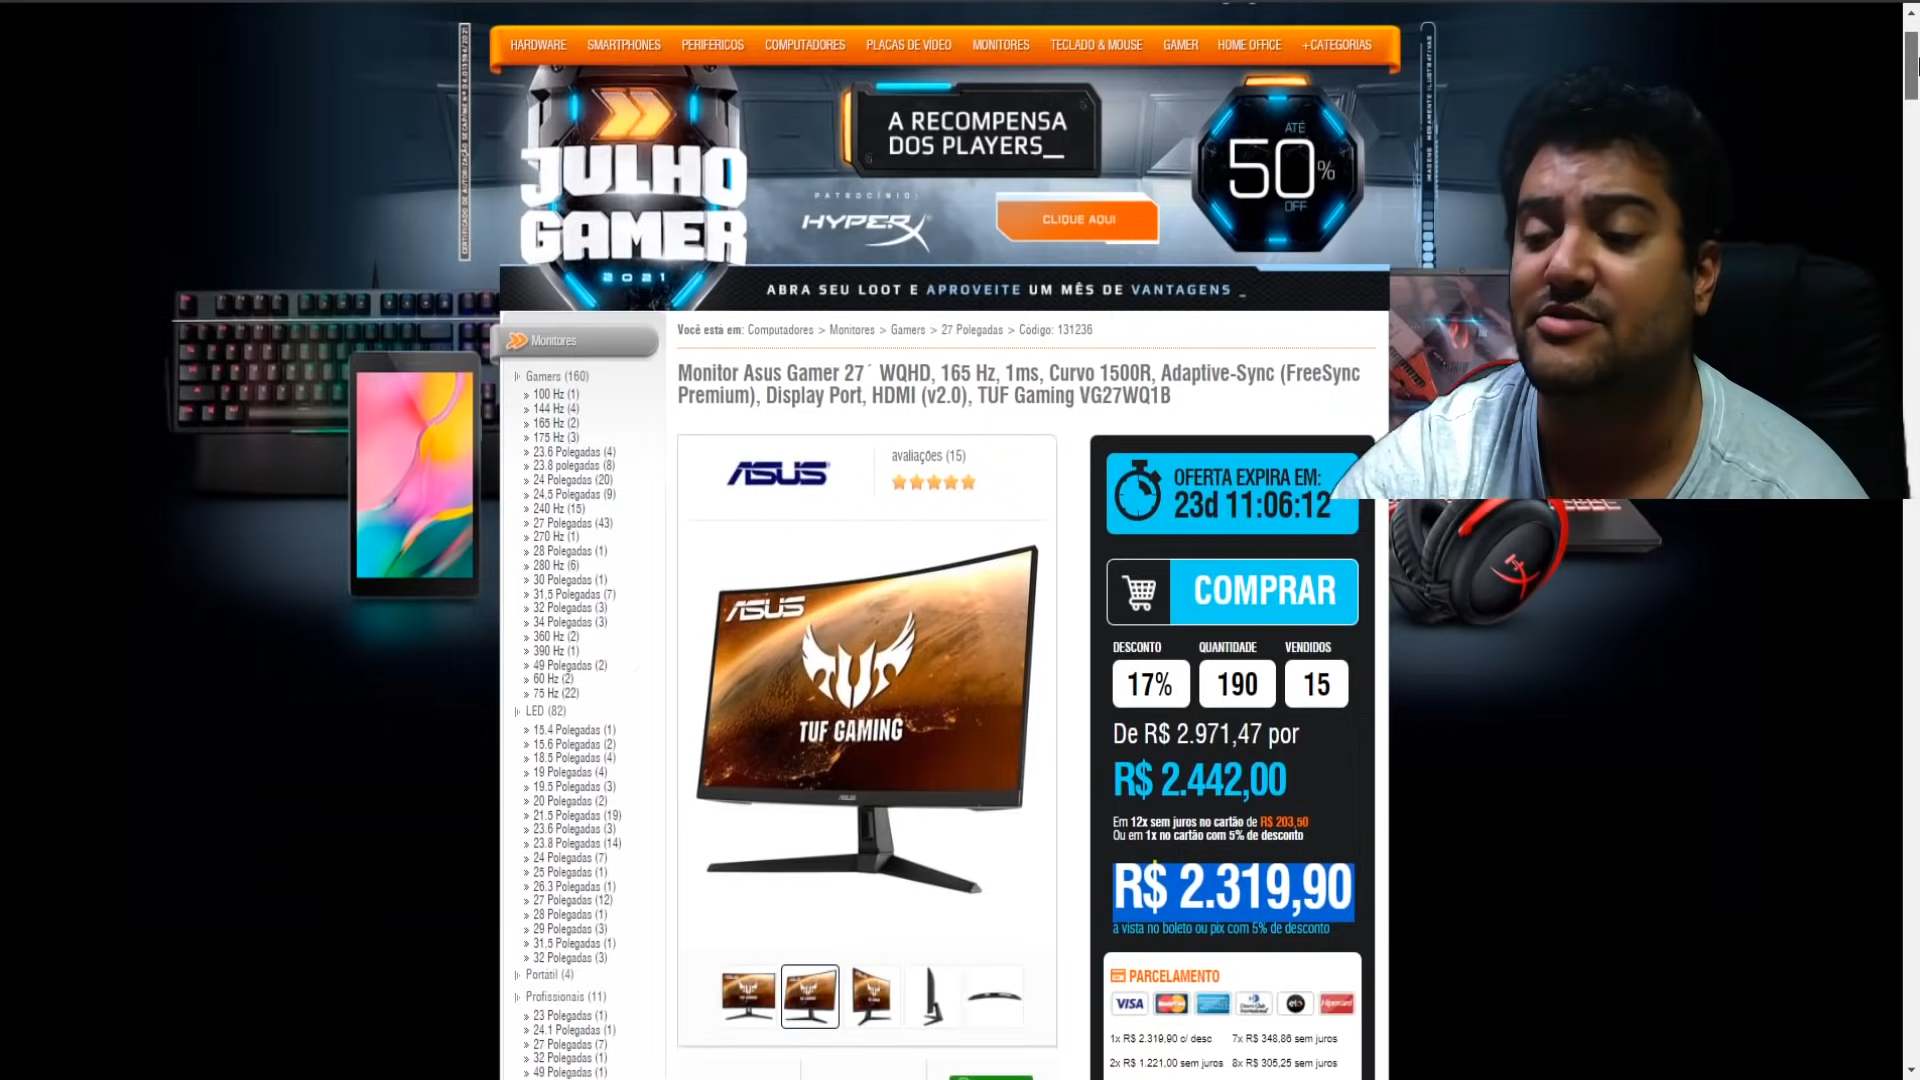 HARDWARE SMARTPHONES PERIFERICOS COMPUTADORES PLACAS DE VÍDEO MONITORES TECLADO & MOUSE GAMER HOME OFFICE +CATEGORIAS
JULHO
GAMER
2021
A RECOMPENSA
DOS PLAYERS_
PATROCÍNIO:
HYPERX
CLIQUE AQUI
ATÉ
50%
OFF
ABRA SEU LOOT E APROVEITE UM MÊS DE VANTAGENS _
Monitores
Gamers (160)
100 Hz (1)
144 Hz (4)
165 Hz (2)
175 Hz (3)
23.6 Polegadas (4)
23.8 polegadas (8)
24 Polegadas (20)
24,5 Polegadas (9)
240 Hz (15)
27 Polegadas (43)
270 Hz (1)
28 Polegadas (1)
280 Hz (6)
30 Polegadas (1)
31,5 Polegadas (7)
32 Polegadas (3)
34 Polegadas (3)
360 Hz (2)
390 Hz (1)
49 Polegadas (2)
60 Hz (2)
75 Hz (22)
LED (82)
15.4 Polegadas (1)
15.6 Polegadas (2)
18.5 Polegadas (4)
19 Polegadas (4)
19.5 Polegadas (3)
20 Polegadas (2)
21.5 Polegadas (19)
23.6 Polegadas (3)
23.8 Polegadas (14)
24 Polegadas (7)
25 Polegadas (1)
26.3 Polegadas (1)
27 Polegadas (12)
28 Polegadas (1)
29 Polegadas (3)
31.5 Polegadas (1)
32 Polegadas (3)
Portátil (4)
Profissionais (11)
23 Polegadas (1)
24.1 Polegadas (1)
27 Polegadas (7)
32 Polegadas (1)
49 Polegadas (1)
Você está em: Computadores > Monitores > Gamers > 27 Polegadas > Código: 131236
Monitor Asus Gamer 27´ WQHD, 165 Hz, 1ms, Curvo 1500R, Adaptive-Sync (FreeSync
Premium), Display Port, HDMI (v2.0), TUF Gaming VG27WQ1B
ASUS
avaliações (15)
ASUS
TUF GAMING
OFERTA EXPIRA EM:
23d 11:06:12
COMPRAR
DESCONTO QUANTIDADE VENDIDOS
17% 190 15
De R$ 2.971,47 por
R$ 2.442,00
Em 12x sem juros no cartão de R$ 203,50
Ou em 1x no cartão com 5% de desconto
R$ 2.319,90
à vista no boleto ou pix com 5% de desconto
PARCELAMENTO
VISA elo Hipercard
1x R$ 2.319.90 c/ desc 7x R$ 348,86 sem juros
2x R$ 1.221,00 sem juros 8x R$ 305,25 sem juros